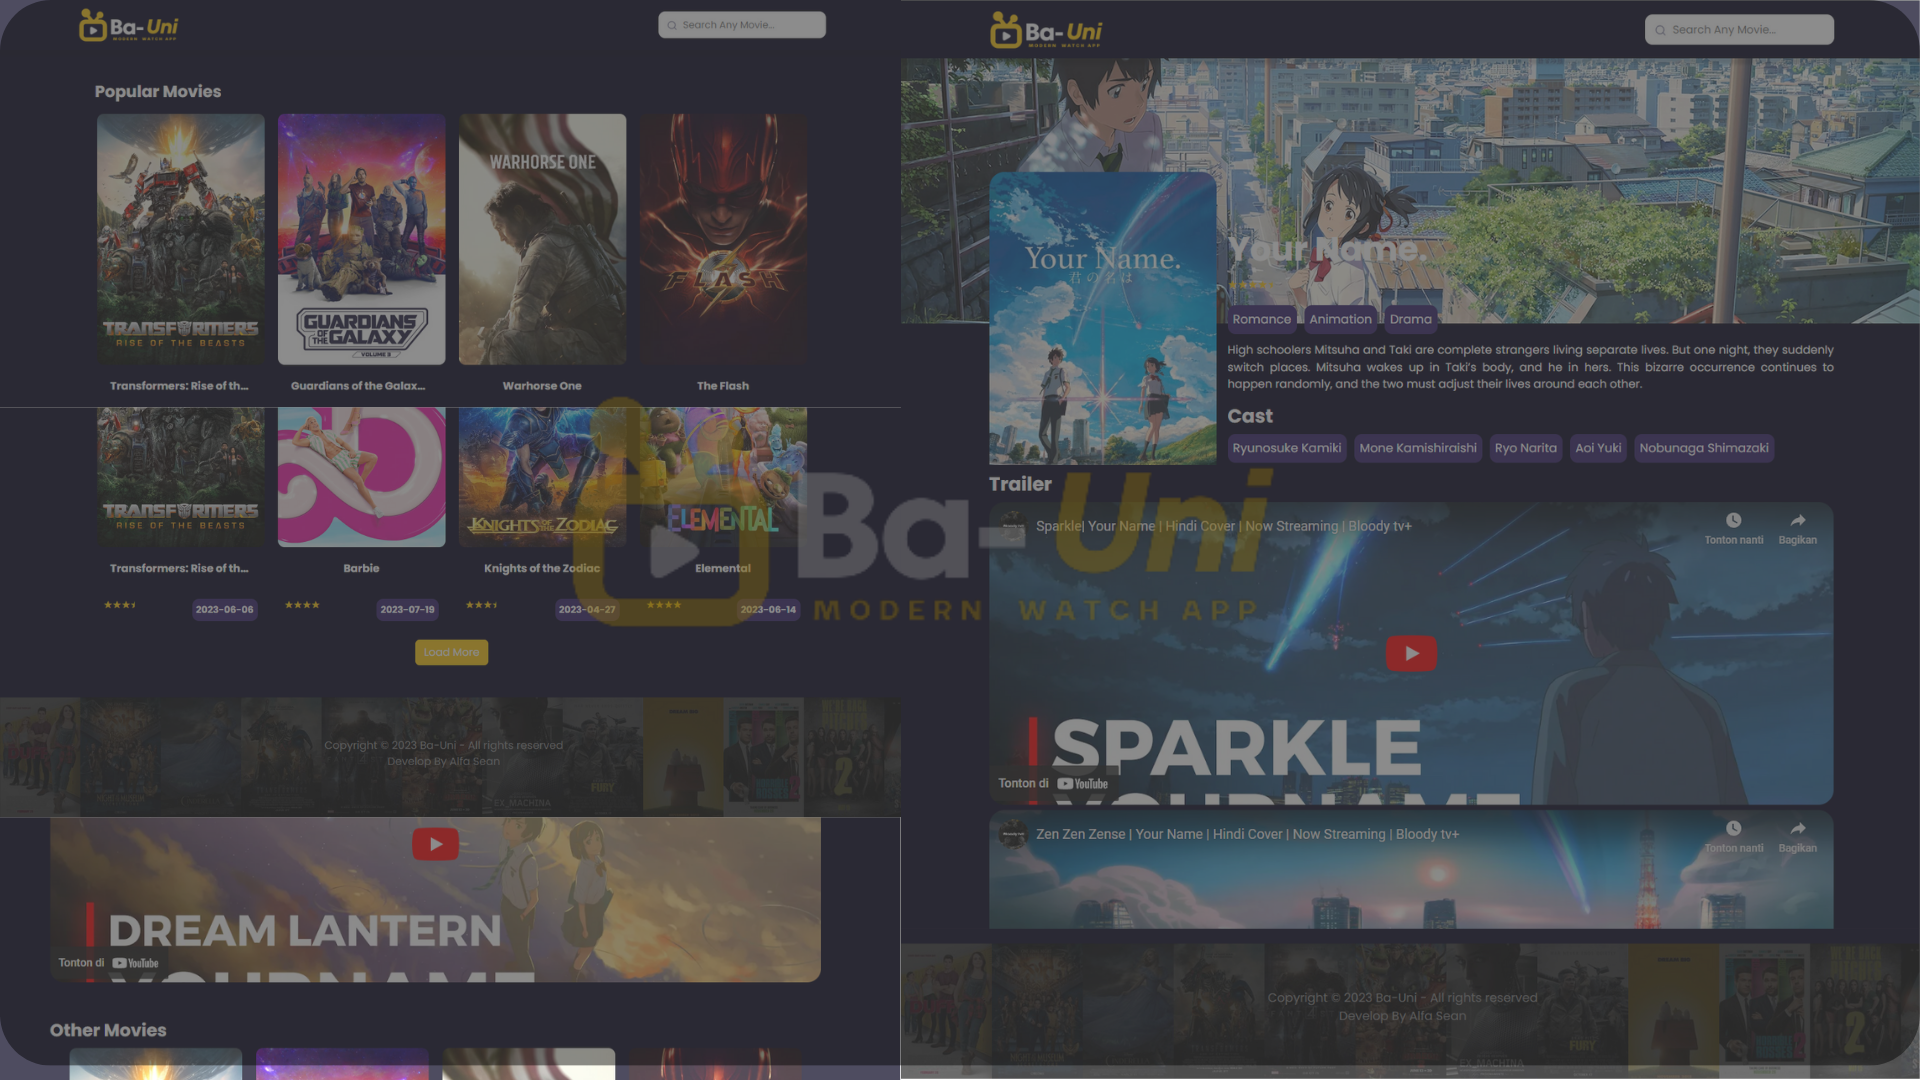 Ba-Uni
MODERN WATCH APP
Search Any Movie...
Popular Movies
TRANSFORMERS
RISE OF THE BEASTS
GUARDIANS OF THE GALAXY
VOLUME 3
WARHORSE ONE
FLASH
Transformers: Rise of th...
Guardians of the Galax...
Warhorse One
The Flash
TRANSFORMERS
RISE OF THE BEASTS
KNIGHTS OF THE ZODIAC
ELEMENTAL
Transformers: Rise of th...
Barbie
Knights of the Zodiac
Elemental
2023-06-06
2023-07-19
2023-04-27
2023-06-14
Load More
Copyright © 2023 Ba-Uni - All rights reserved
Develop By Alfa Sean
EX_MACHINA
FURY
2
DREAM LANTERN
YOURNAME
Tonton di YouTube
Other Movies
Ba-Uni
MODERN WATCH APP
Ba-Uni
MODERN WATCH APP
Search Any Movie...
Your Name.
君の名は
Your Name.
Romance
Animation
Drama
High schoolers Mitsuha and Taki are complete strangers living separate lives. But one night, they suddenly
switch places. Mitsuha wakes up in Taki's body, and he in hers. This bizarre occurrence continues to
happen randomly, and the two must adjust their lives around each other.
Cast
Ryunosuke Kamiki
Mone Kamishiraishi
Ryo Narita
Aoi Yuki
Nobunaga Shimazaki
Trailer
Sparkle| Your Name | Hindi Cover | Now Streaming | Bloody tv+
Tonton nanti
Bagikan
SPARKLE
YOURNAME
Tonton di YouTube
Zen Zen Zense | Your Name | Hindi Cover | Now Streaming | Bloody tv+
Tonton nanti
Bagikan
Copyright © 2023 Ba-Uni - All rights reserved
Develop By Alfa Sean
EX_MACHINA
FURY
2